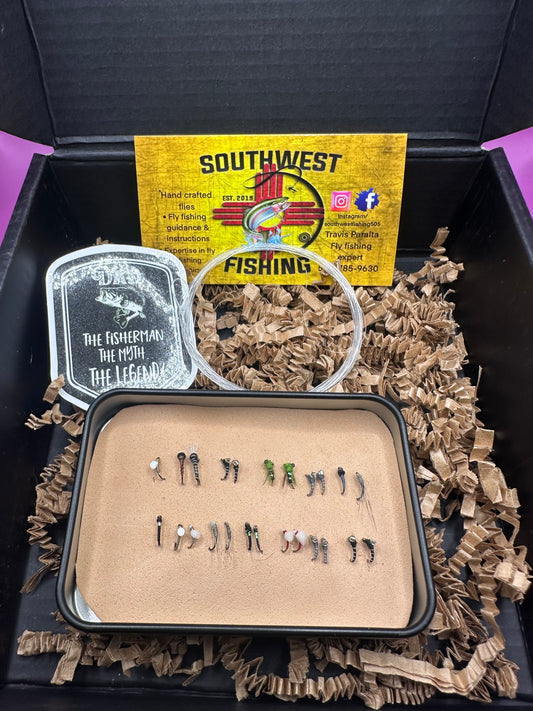 SOUTHWEST
EST. 2019
FISHING
Hand crafted
flies
• Fly fishing
guidance &
instructions
Expertise in fly
Instagram/
southwestfishing505
Travis Peralta
Fly fishing
expert
785-9630
DAD
THE FISHERMAN
THE MYTH
THE LEGEND